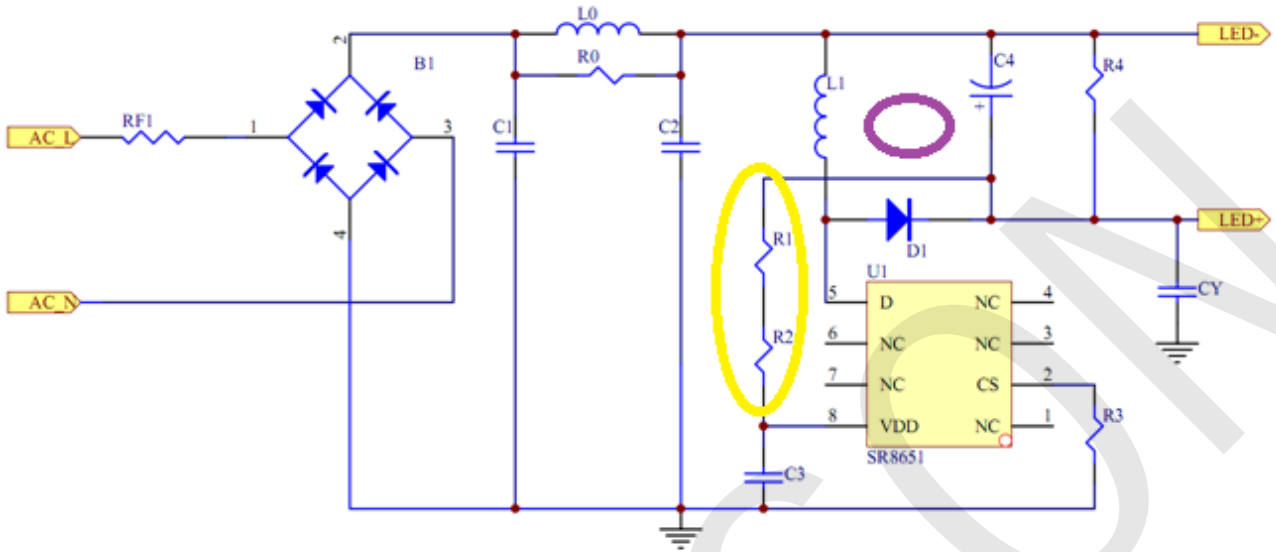 L0
LED-
2
B1
R0
C4
R4
L1
+
AC_L
RF1
1
3
C1
C2
LED+
R1
D1
4
U1
CY
AC_N
5
D
NC
4
R2
6
NC
NC
3
7
NC
CS
2
R3
8
VDD
NC
1
SR8651
C3